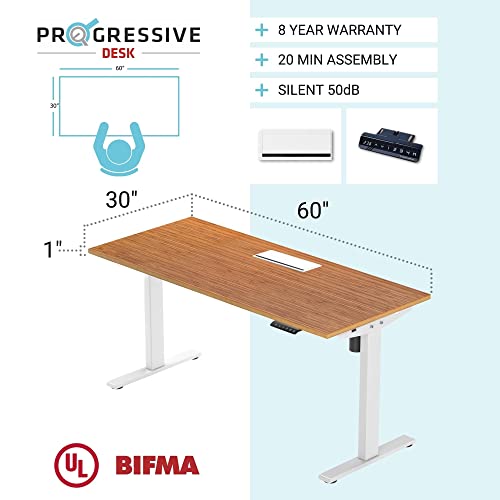 PROGRESSIVE
DESK
60"
30"
+ 8 YEAR WARRANTY
+ 20 MIN ASSEMBLY
+ SILENT 50dB
30"
60"
1"
UL
BIFMA